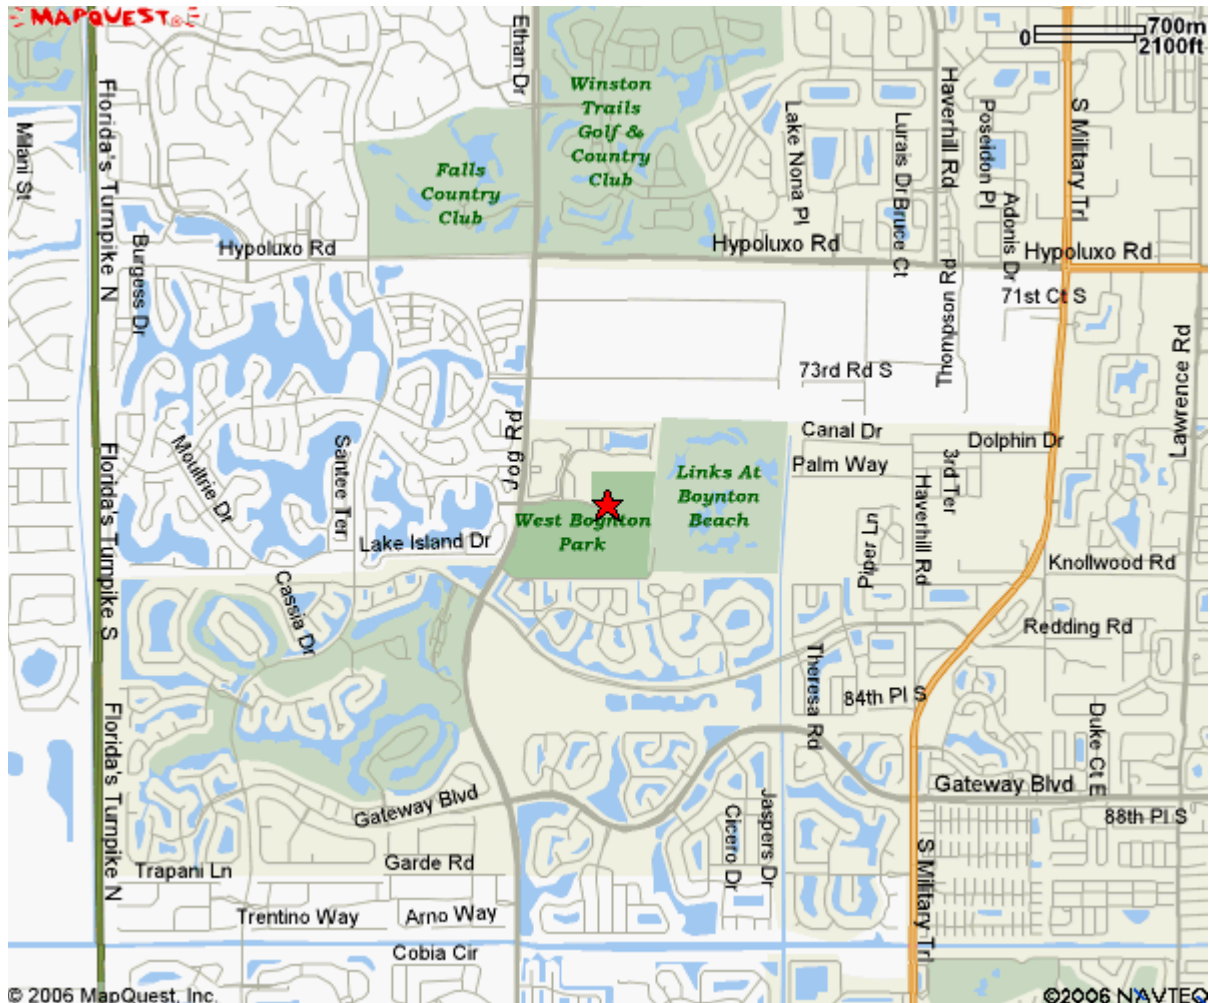 MAPQUEST®
700m
0
2100ft
Ethan Dr
Winston
Trails
Golf &
Country
Club
Florida's Turnpike N
Milani St
Lake Nona Pl
Lurais Dr
Bruce Ct
Haverhill Rd
Poseidon Pl
Adonis Dr
S Military Trl
Falls
Country
Club
Hypoluxo Rd
Hypoluxo Rd
Hypoluxo Rd
Burgess Dr
71st Ct S
Thompson Rd
Lawrence Rd
73rd Rd S
Jog Rd
Canal Dr
Dolphin Dr
Palm Way
3rd Ter
Moultrie Dr
Santee Ter
Florida's Turnpike S
Links At
Boynton
Beach
Haverhill Rd
West Boynton
Park
Lake Island Dr
Piper Ln
Knollwood Rd
Cassia Dr
Redding Rd
Theresa Rd
84th Pl S
Duke Ct E
Florida's Turnpike N
Gateway Blvd
Gateway Blvd
88th Pl S
Jaspers Dr
Cicero Dr
Garde Rd
Trapani Ln
S Military Trl
Trentino Way
Arno Way
Cobia Cir
© 2006 MapQuest, Inc.
©2006 NAVTEQ